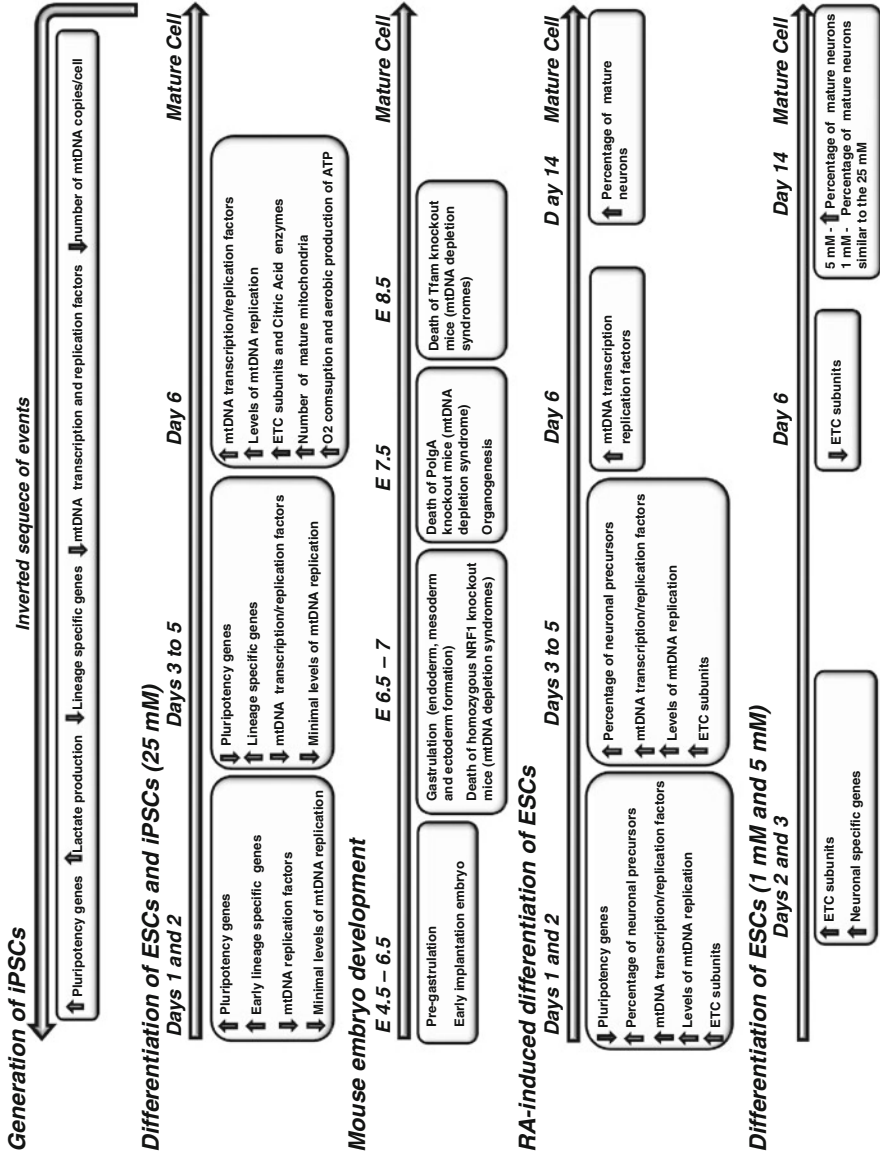 Generation of iPSCs
Inverted sequece of events
Pluripotency genes
Lactate production
Lineage specific genes
mtDNA transcription and replication factors
number of mtDNA copies/cell
Differentiation of ESCs and iPSCs (25 mM)
Days 1 and 2
Days 3 to 5
Day 6
Mature Cell
Pluripotency genes
Early lineage specific genes
mtDNA replication factors
Minimal levels of mtDNA replication
Pluripotency genes
Lineage specific genes
mtDNA transcription/replication factors
Minimal levels of mtDNA replication
mtDNA transcription/replication factors
Levels of mtDNA replication
ETC subunits and Citric Acid enzymes
Number of mature mitochondria
O2 comsuption and aerobic production of ATP
Mouse embryo development
E 4.5 – 6.5
E 6.5 – 7
E 7.5
E 8.5
Mature Cell
Pre-gastrulation
Early implantation embryo
Gastrulation (endoderm, mesoderm
and ectoderm formation)
Death of homozygous NRF1 knockout
mice (mtDNA depletion syndromes)
Death of PolgA
knockout mice (mtDNA
depletion syndrome)
Organogenesis
Death of Tfam knockout
mice (mtDNA depletion
syndromes)
RA-induced differentiation of ESCs
Days 1 and 2
Days 3 to 5
Day 6
D ay 14
Mature Cell
Pluripotency genes
Percentage of neuronal precursors
mtDNA transcription/replication factors
Levels of mtDNA replication
ETC subunits
Percentage of neuronal precursors
mtDNA transcription/replication factors
Levels of mtDNA replication
ETC subunits
mtDNA transcription
replication factors
Percentage of mature
neurons
Differentiation of ESCs (1 mM and 5 mM)
Days 2 and 3
Day 6
Day 14
Mature Cell
ETC subunits
Neuronal specific genes
ETC subunits
5 mM - Percentage of mature neurons
1 mM - Percentage of mature neurons
similar to the 25 mM